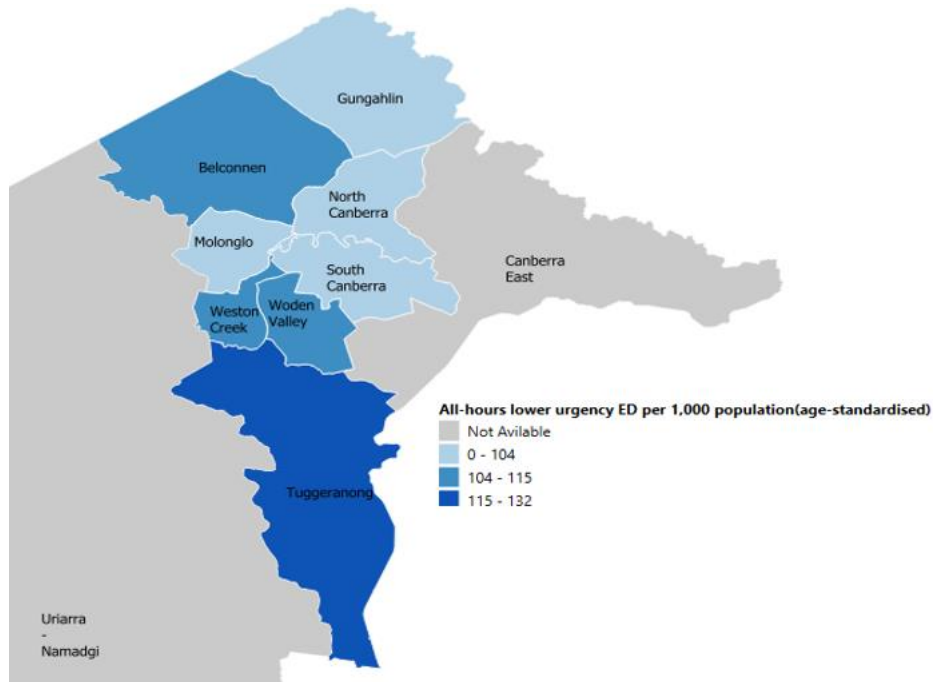 Gungahlin
Belconnen
North
Canberra
Molonglo
Canberra
East
South
Canberra
Weston
Creek
Woden
Valley
All-hours lower urgency ED per 1,000 population(age-standardised)
Not Avilable
0 - 104
104 - 115
115 - 132
Tuggeranong
Uriarra
-
Namadgi